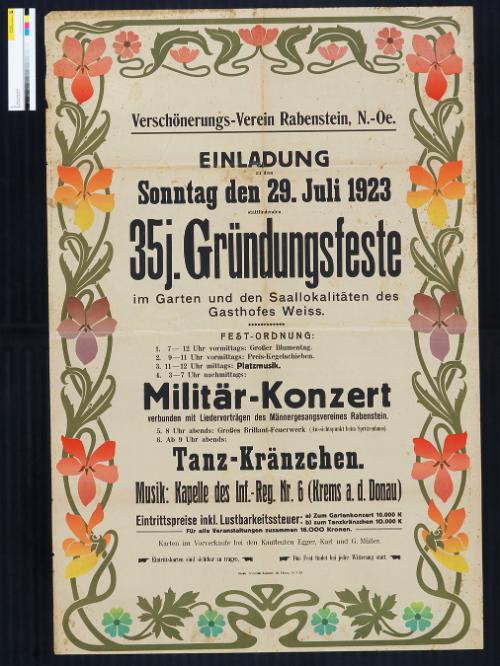 Verschönerungs-Verein Rabenstein, N.-Oe.
EINLADUNG
zu dem
Sonntag den 29. Juli 1923
stattfindenden
35j. Gründungsfeste
im Garten und den Saallokalitäten des
Gasthofes Weiss.
FEST-ORDNUNG:
1. 7—12 Uhr vormittags: Großer Blumentag.
2. 9—11 Uhr vormittags: Preis-Kegelschieben.
3. 11—12 Uhr mittags: Platzmusik.
4. 3—7 Uhr nachmittags:
Militär-Konzert
verbunden mit Liedervorträgen des Männergesangsvereines Rabenstein.
5. 8 Uhr abends: Großes Brillant-Feuerwerk (Aussichtspunkt beim Spritzenhaus).
6. Ab 9 Uhr abends:
Tanz-Kränzchen.
Musik: Kapelle des Inf.-Reg. Nr. 6 (Krems a. d. Donau)
Eintrittspreise inkl. Lustbarkeitssteuer: a) Zum Gartenkonzert 10.000 K
b) zum Tanzkränzchen 10.000 K
Für alle Veranstaltungen zusammen 16.000 Kronen.
Karten im Vorverkaufe bei den Kaufleuten Egger, Karl und G. Müller.
Eintrittskarten sind sichtbar zu tragen. Das Fest findet bei jeder Witterung statt.